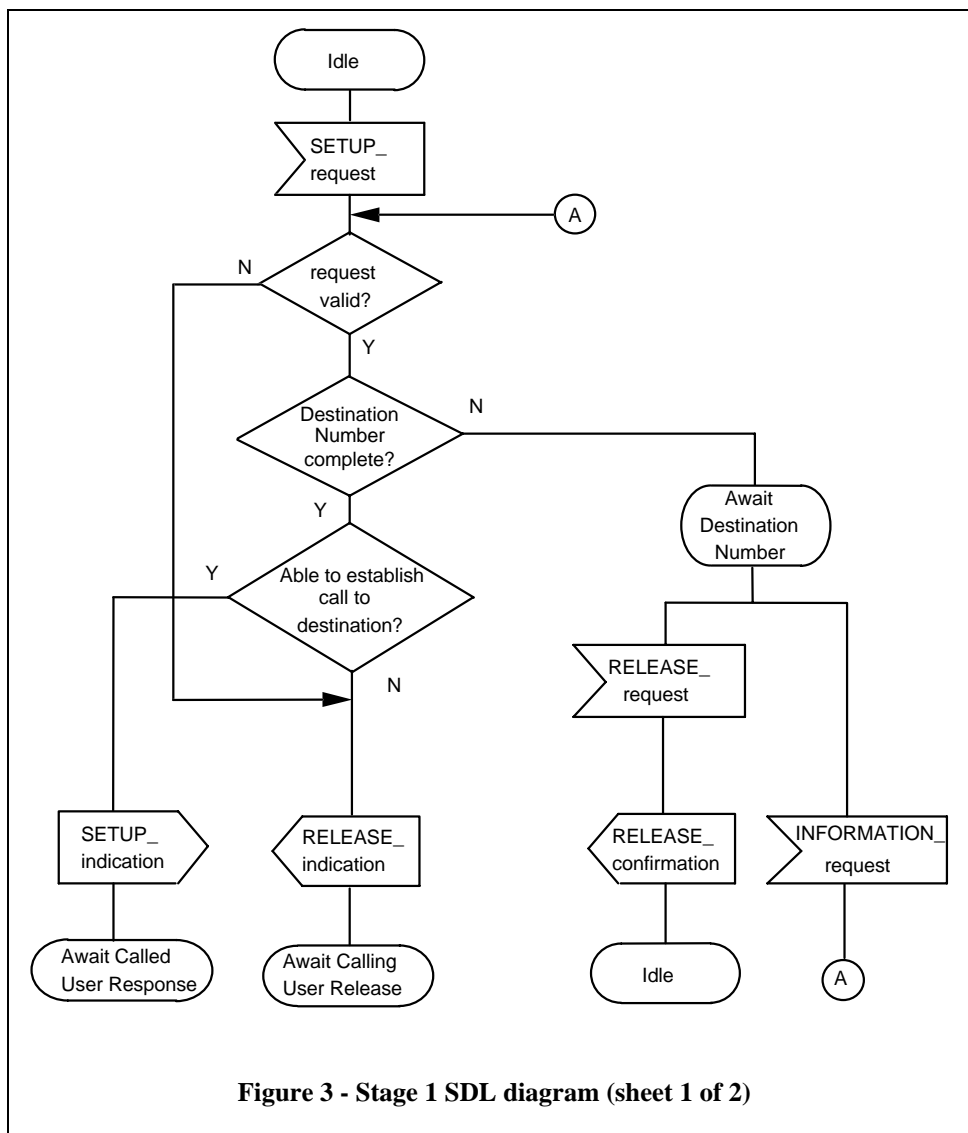 Idle
SETUP_
request
A
N
request
valid?
Y
Destination
Number
complete?
N
Y
Await
Destination
Number
Y
Able to establish
call to
destination?
N
RELEASE_
request
SETUP_
indication
RELEASE_
indication
RELEASE_
confirmation
INFORMATION_
request
Await Called
User Response
Await Calling
User Release
Idle
A
Figure 3 - Stage 1 SDL diagram (sheet 1 of 2)